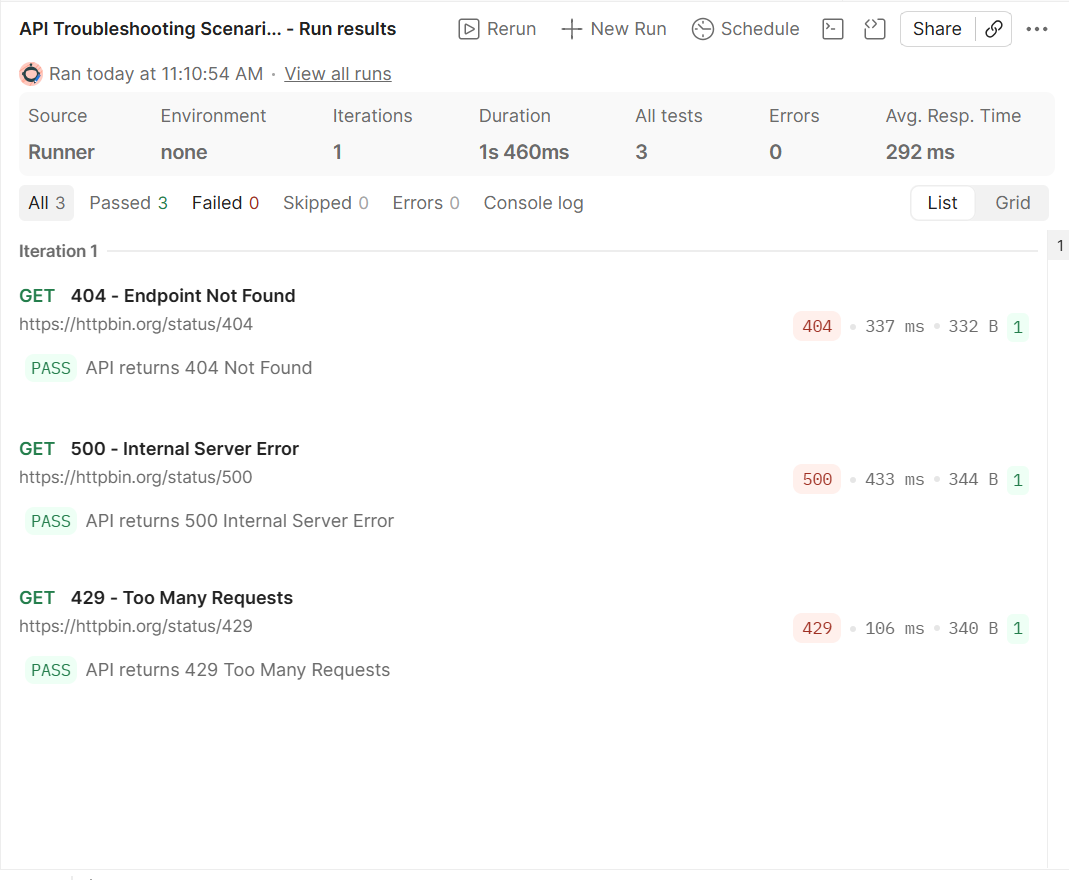 API Troubleshooting Scenari... - Run results Rerun New Run Schedule Share
Ran today at 11:10:54 AM · View all runs
Source Environment Iterations Duration All tests Errors Avg. Resp. Time
Runner none 1 1s 460ms 3 0 292 ms
All 3 Passed 3 Failed 0 Skipped 0 Errors 0 Console log List Grid
Iteration 1 1
GET 404 - Endpoint Not Found
https://httpbin.org/status/404 404 • 337 ms • 332 B 1
PASS API returns 404 Not Found
GET 500 - Internal Server Error
https://httpbin.org/status/500 500 • 433 ms • 344 B 1
PASS API returns 500 Internal Server Error
GET 429 - Too Many Requests
https://httpbin.org/status/429 429 • 106 ms • 340 B 1
PASS API returns 429 Too Many Requests